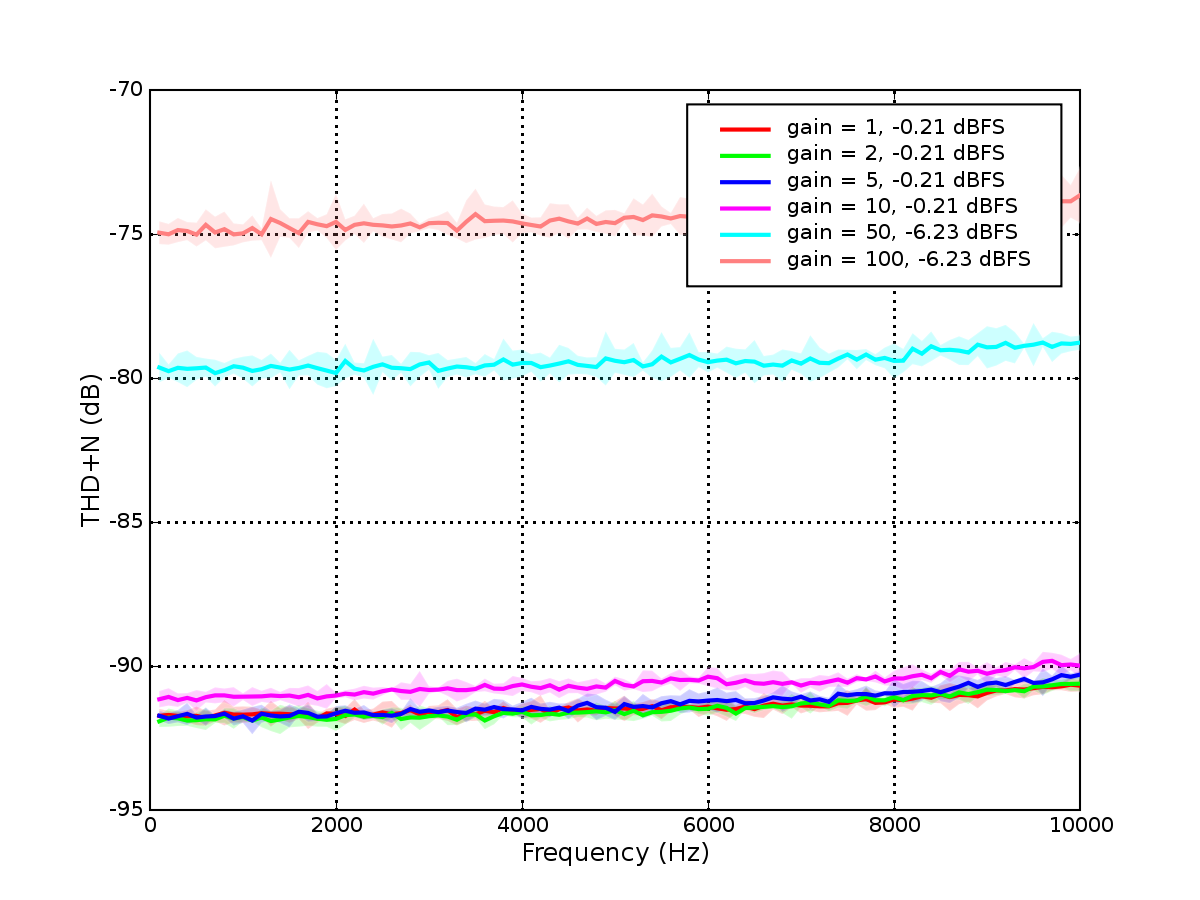 -70
gain = 1, -0.21 dBFS
gain = 2, -0.21 dBFS
gain = 5, -0.21 dBFS
gain = 10, -0.21 dBFS
gain = 50, -6.23 dBFS
gain = 100, -6.23 dBFS
-75
-80
THD+N (dB)
-85
-90
-95
0 2000 4000 6000 8000 10000
Frequency (Hz)